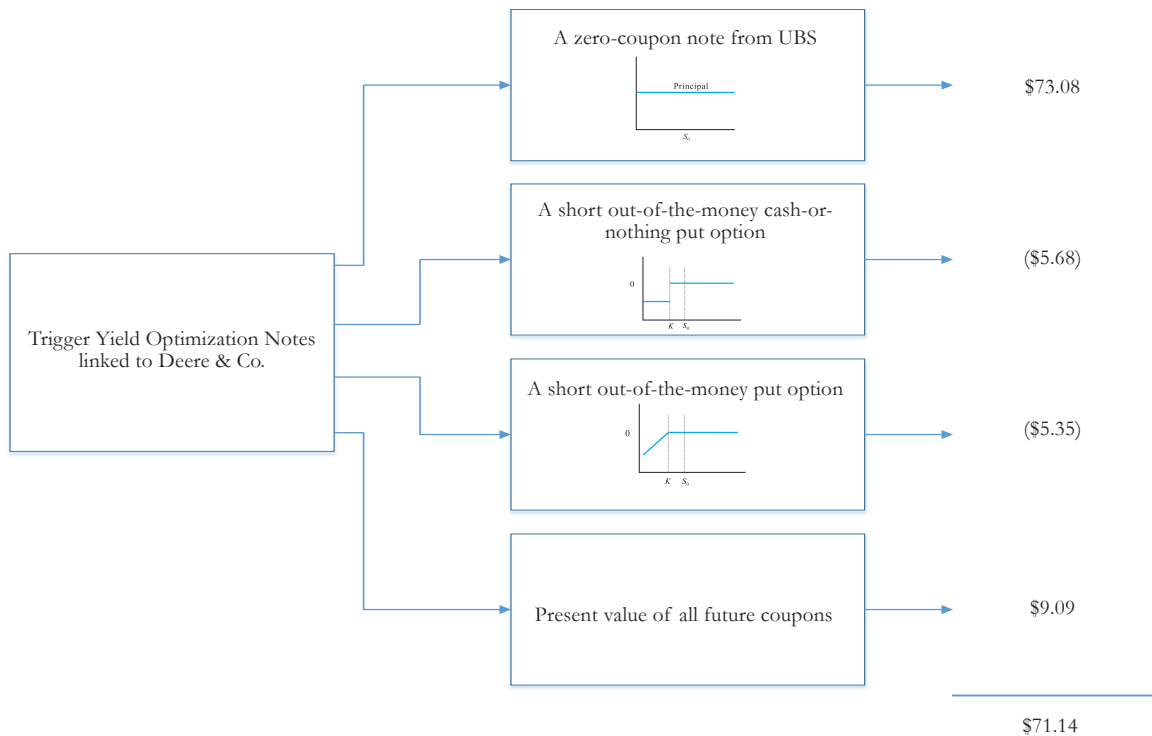 A zero-coupon note from UBS
Principal
S₀
$73.08
A short out-of-the-money cash-or-
nothing put option
0
K S₀
($5.68)
Trigger Yield Optimization Notes
linked to Deere & Co.
A short out-of-the-money put option
0
K S₀
($5.35)
Present value of all future coupons
$9.09
$71.14